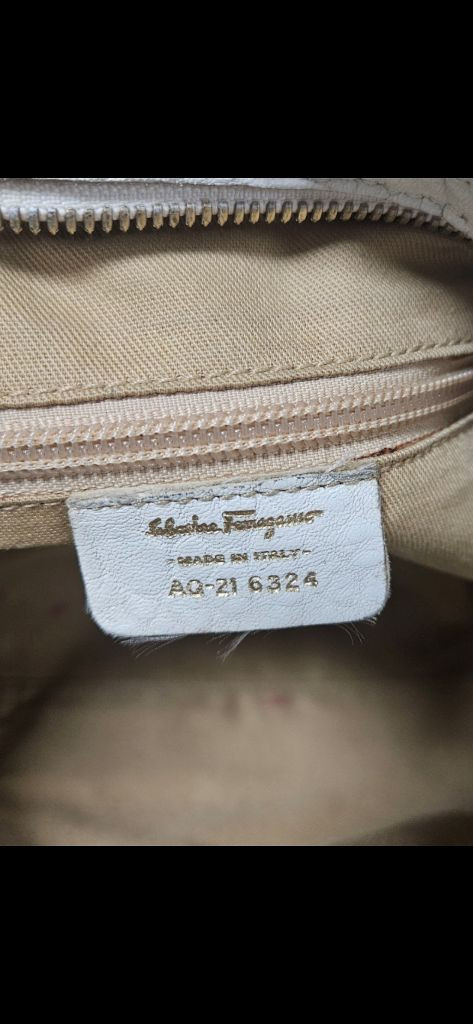 Salvatore Ferragamo
- MADE IN ITALY -
AQ-21 6324